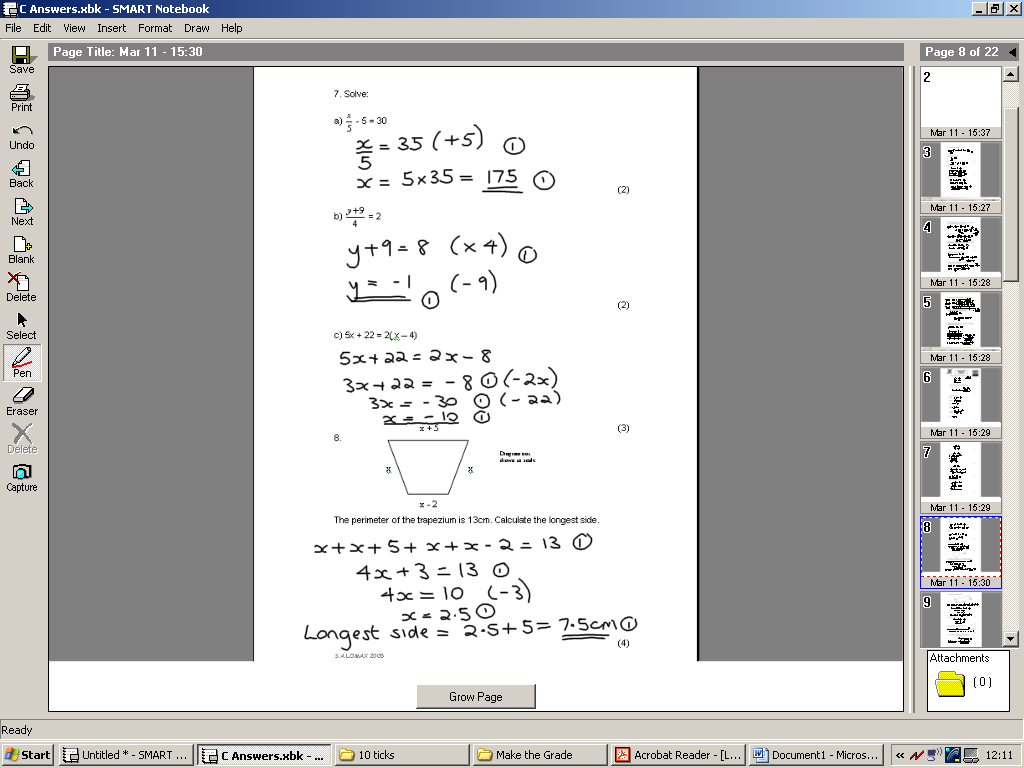 C Answers.xbk - SMART Notebook
File Edit View Insert Format Draw Help
Save
Print
Undo
Back
Next
Blank
Delete
Select
Pen
Eraser
Delete
Capture
Page Title: Mar 11 - 15:30
7. Solve:
a) x/5 - 5 = 30
x/5 = 35 (+5) ①
x = 5×35 = 175 ①
(2)
b) y+9/4 = 2
y+9 = 8 (×4) ①
y = -1 ① (-9)
(2)
c) 5x + 22 = 2(x – 4)
5x+22 = 2x-8
3x+22 = -8 ① (-2x)
3x = -30 ① (-22)
x = -10 ①
(3)
8.
x + 5
x
x
x - 2
The perimeter of the trapezium is 13cm. Calculate the longest side.
x+x+5+x+x-2 = 13 ①
4x+3 = 13 ①
4x = 10 (-3)
x = 2.5 ①
Longest side = 2.5+5 = 7.5cm ①
(4)
Grow Page
Page 8 of 22
2
Mar 11 - 15:37
3
Mar 11 - 15:27
4
Mar 11 - 15:28
5
Mar 11 - 15:28
6
Mar 11 - 15:29
7
Mar 11 - 15:29
8
Mar 11 - 15:30
9
Attachments
(0)
Ready
Start
Untitled * - SMART ...
C Answers.xbk - ...
10 ticks
Make the Grade
Acrobat Reader - [L...
Document1 - Micros...
12:11